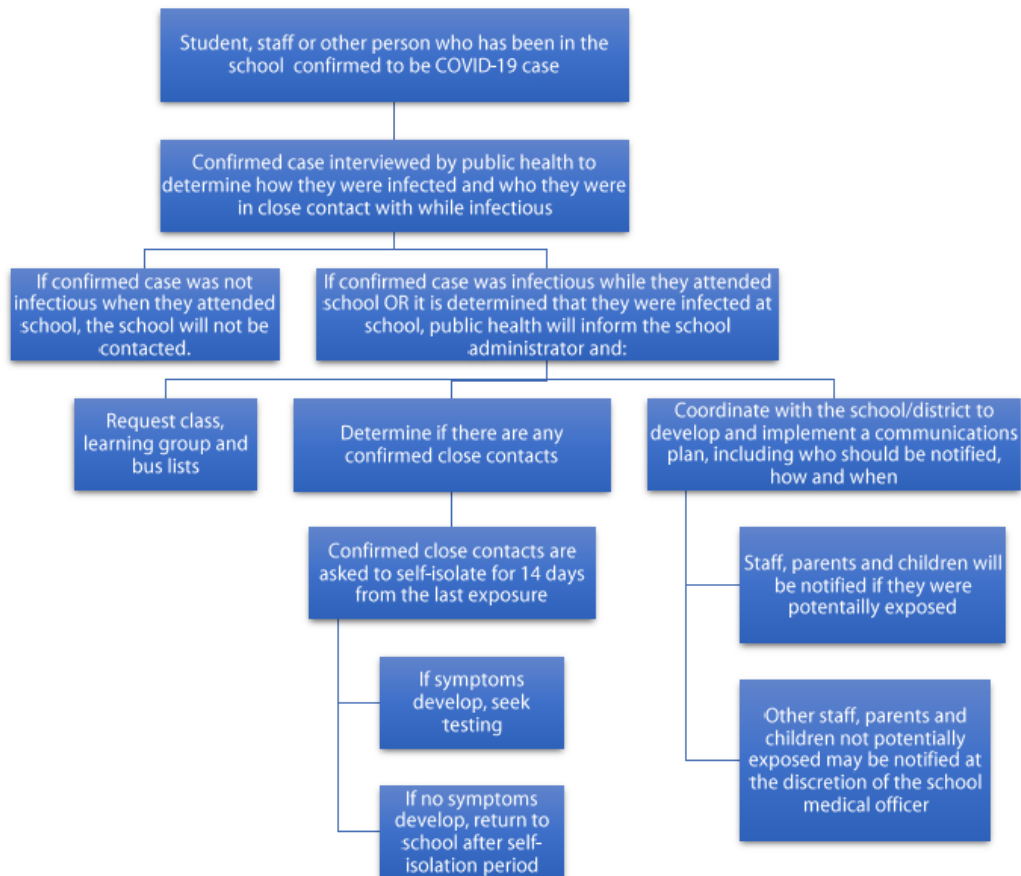 Student, staff or other person who has been in the
school confirmed to be COVID-19 case
Confirmed case interviewed by public health to
determine how they were infected and who they were
in close contact with while infectious
If confirmed case was not
infectious when they attended
school, the school will not be
contacted.
If confirmed case was infectious while they attended
school OR it is determined that they were infected at
school, public health will inform the school
administrator and:
Request class,
learning group and
bus lists
Determine if there are any
confirmed close contacts
Confirmed close contacts are
asked to self-isolate for 14 days
from the last exposure
If symptoms
develop, seek
testing
If no symptoms
develop, return to
school after self-
isolation period
Coordinate with the school/district to
develop and implement a communications
plan, including who should be notified,
how and when
Staff, parents and children will
be notified if they were
potentailly exposed
Other staff, parents and
children not potentially
exposed may be notified at
the discretion of the school
medical officer